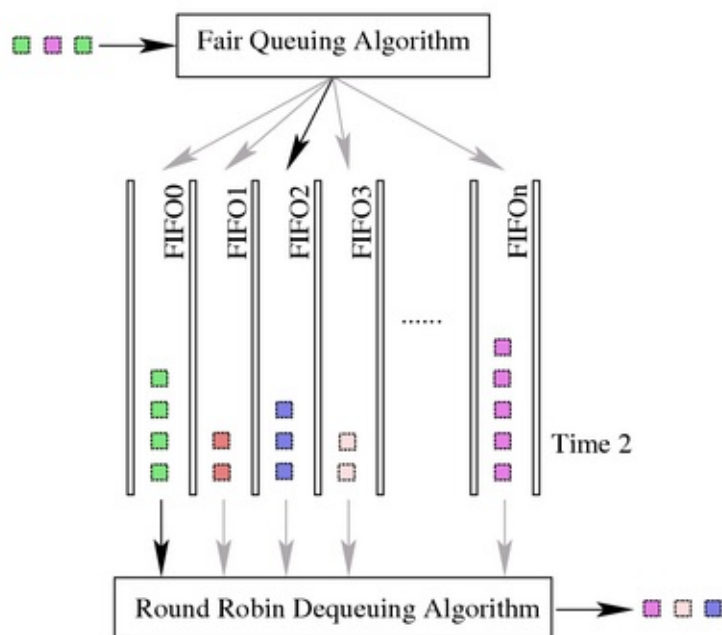 Fair Queuing Algorithm
FIFO0
FIFO1
FIFO2
FIFO3
FIFOn
......
Time 2
Round Robin Dequeuing Algorithm